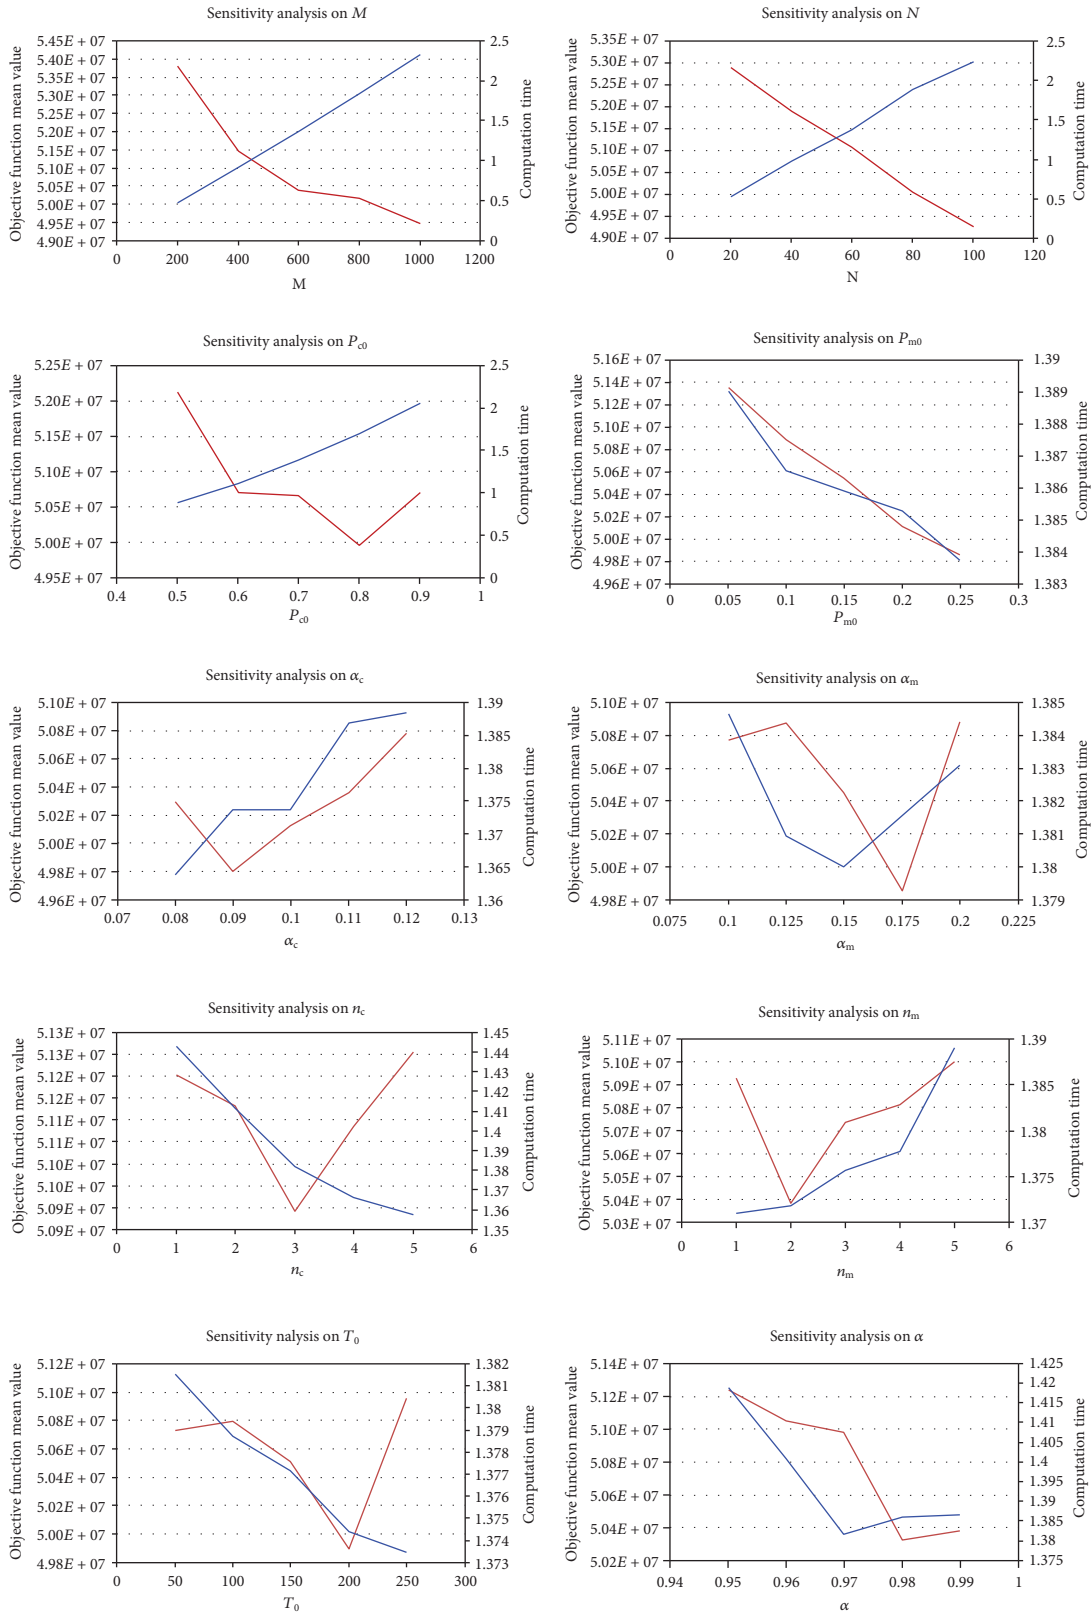 Sensitivity analysis on M
Objective function mean value
5.45E + 07
5.40E + 07
5.35E + 07
5.30E + 07
5.25E + 07
5.20E + 07
5.15E + 07
5.10E + 07
5.05E + 07
5.00E + 07
4.95E + 07
4.90E + 07
2.5
2
1.5
1
0.5
0
Computation time
0 200 400 600 800 1000 1200
M
Sensitivity analysis on N
Objective function mean value
5.35E + 07
5.30E + 07
5.25E + 07
5.20E + 07
5.15E + 07
5.10E + 07
5.05E + 07
5.00E + 07
4.95E + 07
4.90E + 07
2.5
2
1.5
1
0.5
0
Computation time
0 20 40 60 80 100 120
N
Sensitivity analysis on Pc0
Objective function mean value
5.25E + 07
5.20E + 07
5.15E + 07
5.10E + 07
5.05E + 07
5.00E + 07
4.95E + 07
2.5
2
1.5
1
0.5
0
Computation time
0.4 0.5 0.6 0.7 0.8 0.9 1
Pc0
Sensitivity analysis on Pm0
Objective function mean value
5.16E + 07
5.14E + 07
5.12E + 07
5.10E + 07
5.08E + 07
5.06E + 07
5.04E + 07
5.02E + 07
5.00E + 07
4.98E + 07
4.96E + 07
1.39
1.389
1.388
1.387
1.386
1.385
1.384
1.383
Computation time
0 0.05 0.1 0.15 0.2 0.25 0.3
Pm0
Sensitivity analysis on αc
Objective function mean value
5.10E + 07
5.08E + 07
5.06E + 07
5.04E + 07
5.02E + 07
5.00E + 07
4.98E + 07
4.96E + 07
1.39
1.385
1.38
1.375
1.37
1.365
1.36
Computation time
0.07 0.08 0.09 0.1 0.11 0.12 0.13
αc
Sensitivity analysis on αm
Objective function mean value
5.10E + 07
5.08E + 07
5.06E + 07
5.04E + 07
5.02E + 07
5.00E + 07
4.98E + 07
1.385
1.384
1.383
1.382
1.381
1.38
1.379
Computation time
0.075 0.1 0.125 0.15 0.175 0.2 0.225
αm
Sensitivity analysis on nc
Objective function mean value
5.13E + 07
5.13E + 07
5.12E + 07
5.12E + 07
5.11E + 07
5.11E + 07
5.10E + 07
5.10E + 07
5.09E + 07
5.09E + 07
1.45
1.44
1.43
1.42
1.41
1.4
1.39
1.38
1.37
1.36
1.35
Computation time
0 1 2 3 4 5 6
nc
Sensitivity analysis on nm
Objective function mean value
5.11E + 07
5.10E + 07
5.09E + 07
5.08E + 07
5.07E + 07
5.06E + 07
5.05E + 07
5.04E + 07
5.03E + 07
1.39
1.385
1.38
1.375
1.37
Computation time
0 1 2 3 4 5 6
nm
Sensitivity nalysis on T0
Objective function mean value
5.12E + 07
5.10E + 07
5.08E + 07
5.06E + 07
5.04E + 07
5.02E + 07
5.00E + 07
4.98E + 07
1.382
1.381
1.38
1.379
1.378
1.377
1.376
1.375
1.374
1.373
Computation time
0 50 100 150 200 250 300
T0
Sensitivity analysis on α
Objective function mean value
5.14E + 07
5.12E + 07
5.10E + 07
5.08E + 07
5.06E + 07
5.04E + 07
5.02E + 07
1.425
1.42
1.415
1.41
1.405
1.4
1.395
1.39
1.385
1.38
1.375
Computation time
0.94 0.95 0.96 0.97 0.98 0.99 1
α